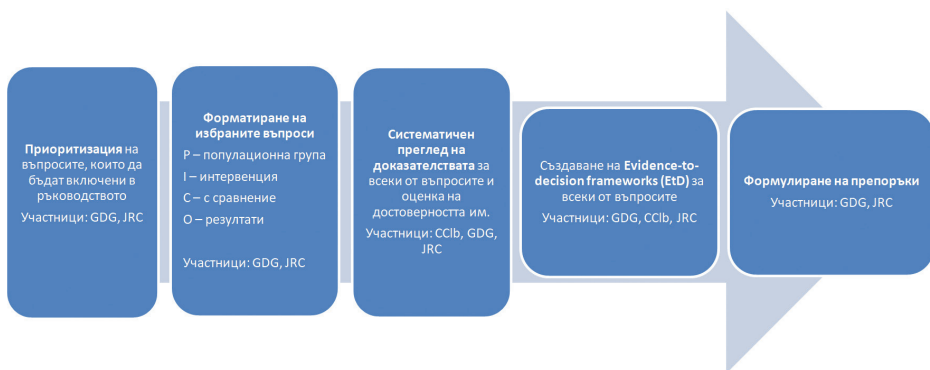 Приоритизация на
въпросите, които да
бъдат включени в
ръководството
Участници: GDG, JRC
Форматиране на
избраните въпроси
P – популационна група
I – интервенция
C – с сравнение
O – резултати
Участници: GDG, JRC
Систематичен
преглед на
доказателствата за
всеки от въпросите и
оценка на
достоверността им.
Участници: CClb, GDG,
JRC
Създаване на Evidence-to-
decision frameworks (EtD) за
всеки от въпросите
Участници: GDG, CClb, JRC
Формулиране на препоръки
Участници: GDG, JRC